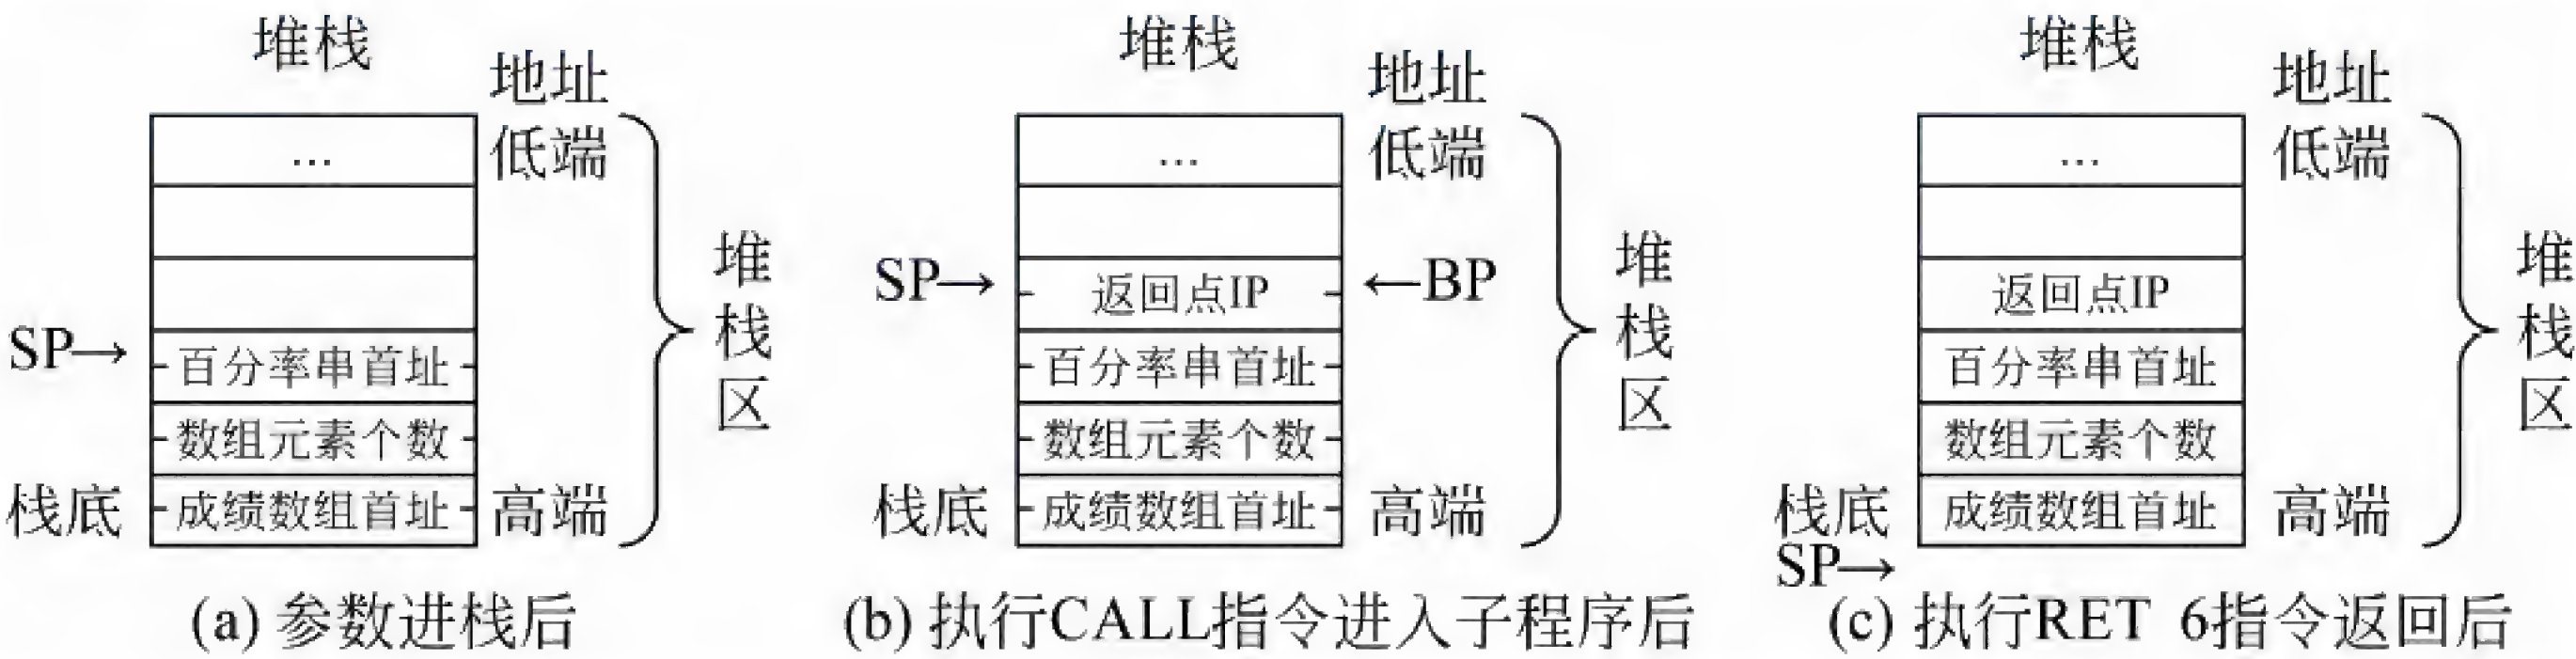 堆栈
地址
低端
...
SP→
百分率串首址
数组元素个数
栈底
成绩数组首址
高端
堆栈区
(a) 参数进栈后
堆栈
地址
低端
...
SP→
返回点IP
←BP
百分率串首址
数组元素个数
栈底
成绩数组首址
高端
堆栈区
(b) 执行CALL指令进入子程序后
堆栈
地址
低端
...
返回点IP
百分率串首址
数组元素个数
栈底
成绩数组首址
高端
SP→
堆栈区
(c) 执行RET 6指令返回后